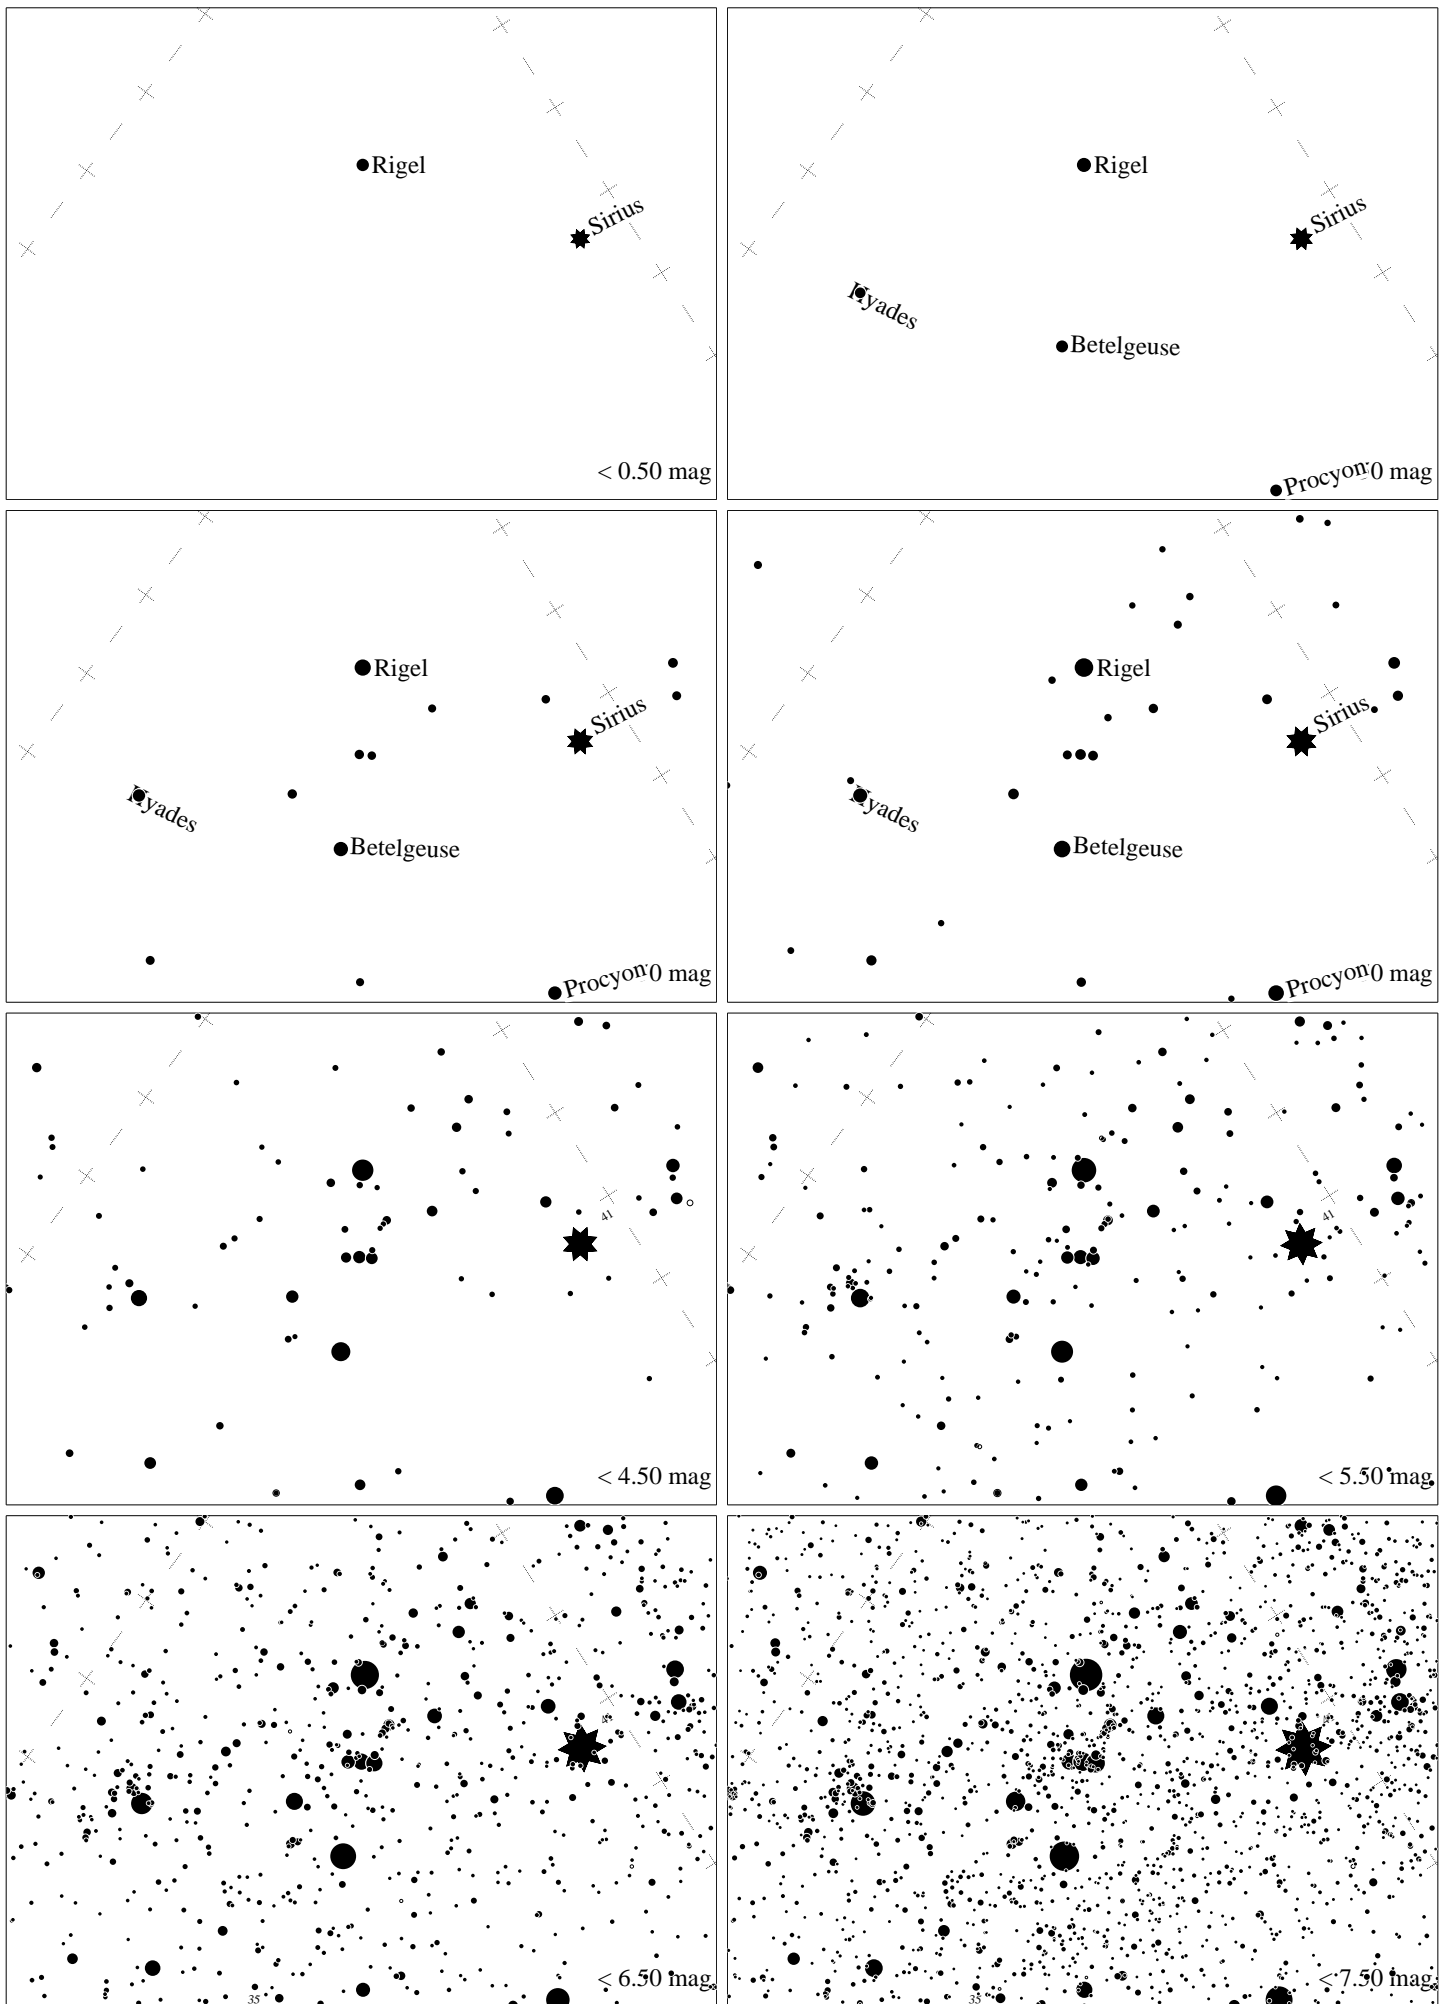 Rigel
Sirius
< 0.50 mag
Rigel
Sirius
Hyades
Betelgeuse
Procyon 0 mag
Rigel
Sirius
Hyades
Betelgeuse
Procyon 0 mag
Rigel
Sirius
Hyades
Betelgeuse
Procyon 0 mag
41
< 4.50 mag
41
< 5.50 mag
< 6.50 mag
35
< 7.50 mag
35